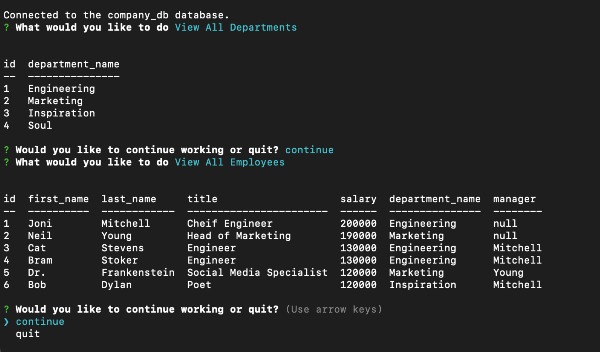 Connected to the company_db database.
? What would you like to do View All Departments
id  department_name
--  ---------------
1   Engineering
2   Marketing
3   Inspiration
4   Soul
? Would you like to continue working or quit? continue
? What would you like to do View All Employees
id  first_name  last_name     title                    salary  department_name  manager
--  ----------  ------------  -----------------------  ------  ---------------  --------
1   Joni        Mitchell      Cheif Engineer           200000  Engineering      null
2   Neil        Young         Head of Marketing        190000  Marketing        null
3   Cat         Stevens       Engineer                 130000  Engineering      Mitchell
4   Bram        Stoker        Engineer                 130000  Engineering      Mitchell
5   Dr.         Frankenstein  Social Media Specialist  120000  Marketing        Young
6   Bob         Dylan         Poet                     120000  Inspiration      Mitchell
? Would you like to continue working or quit? (Use arrow keys)
❯ continue
  quit